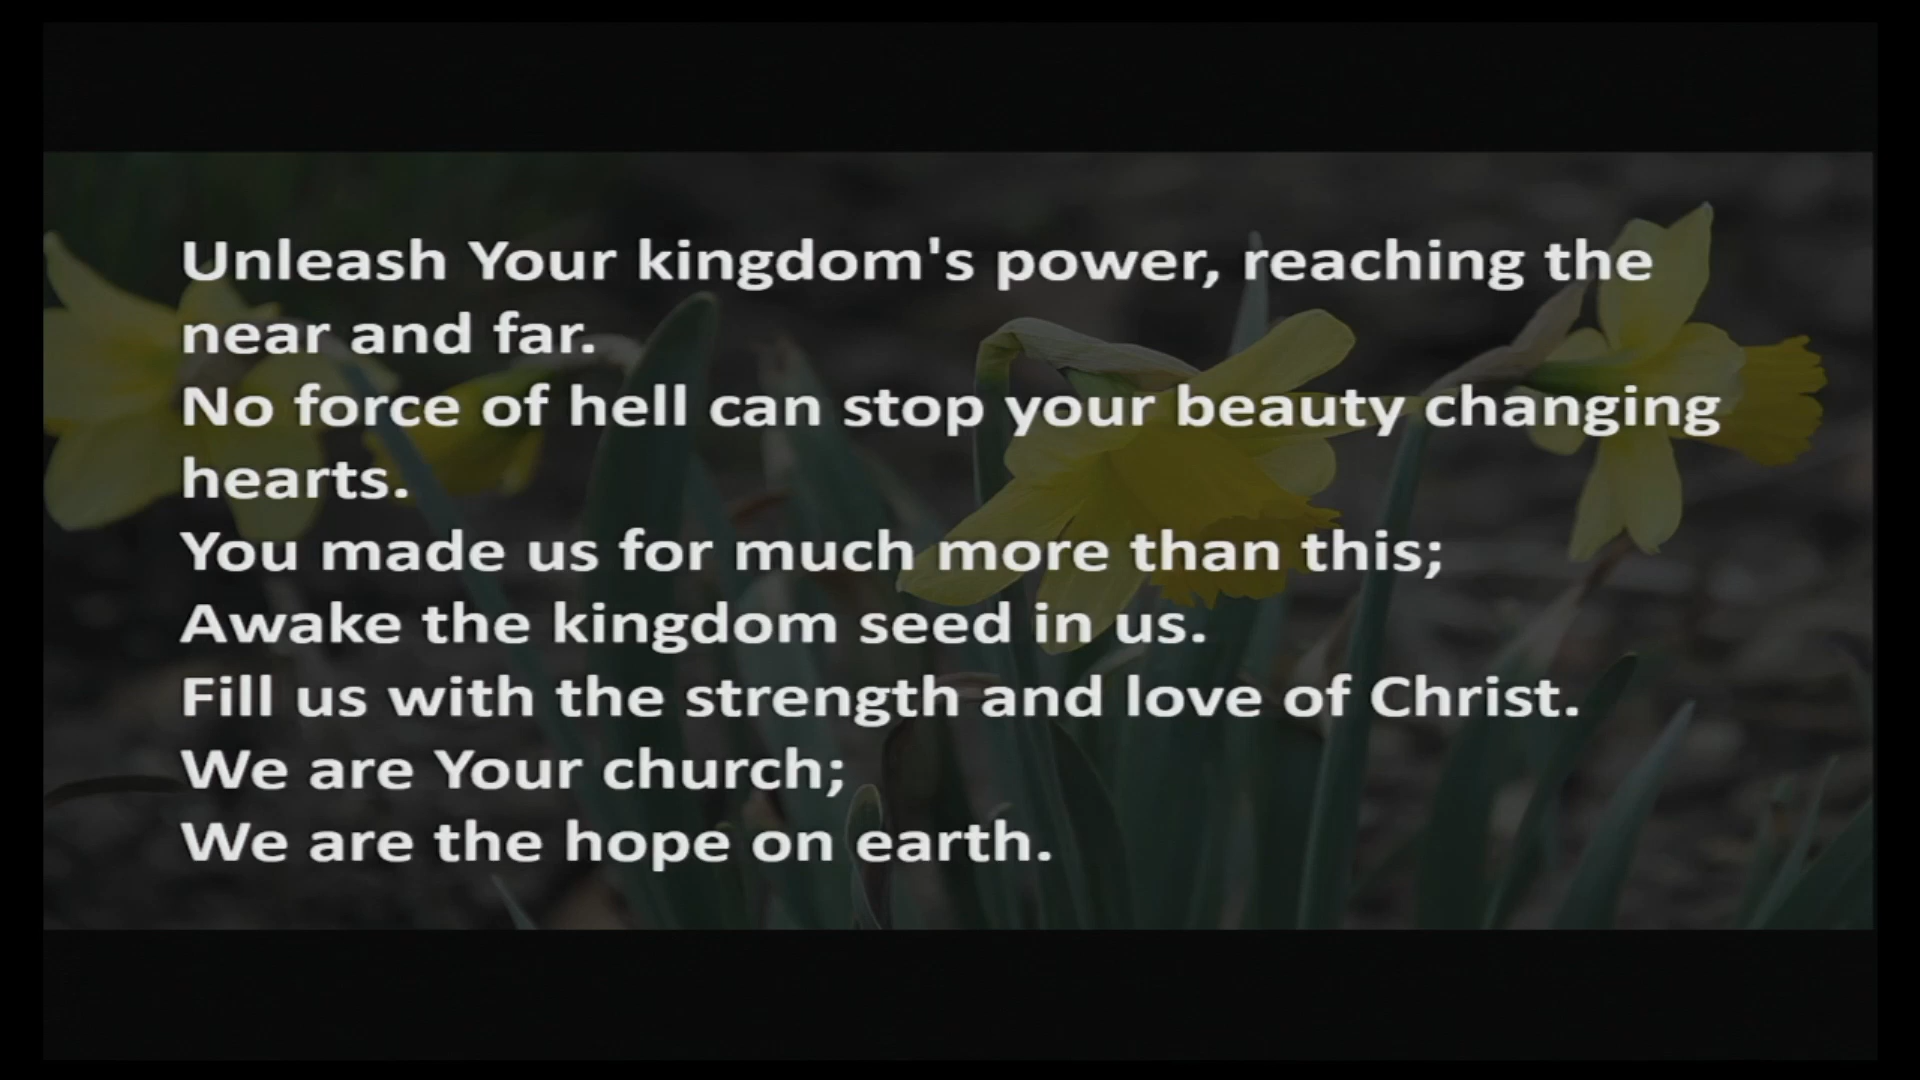 Unleash Your kingdom's power, reaching the
near and far.
No force of hell can stop your beauty changing
hearts.
You made us for much more than this;
Awake the kingdom seed in us.
Fill us with the strength and love of Christ.
We are Your church;
We are the hope on earth.